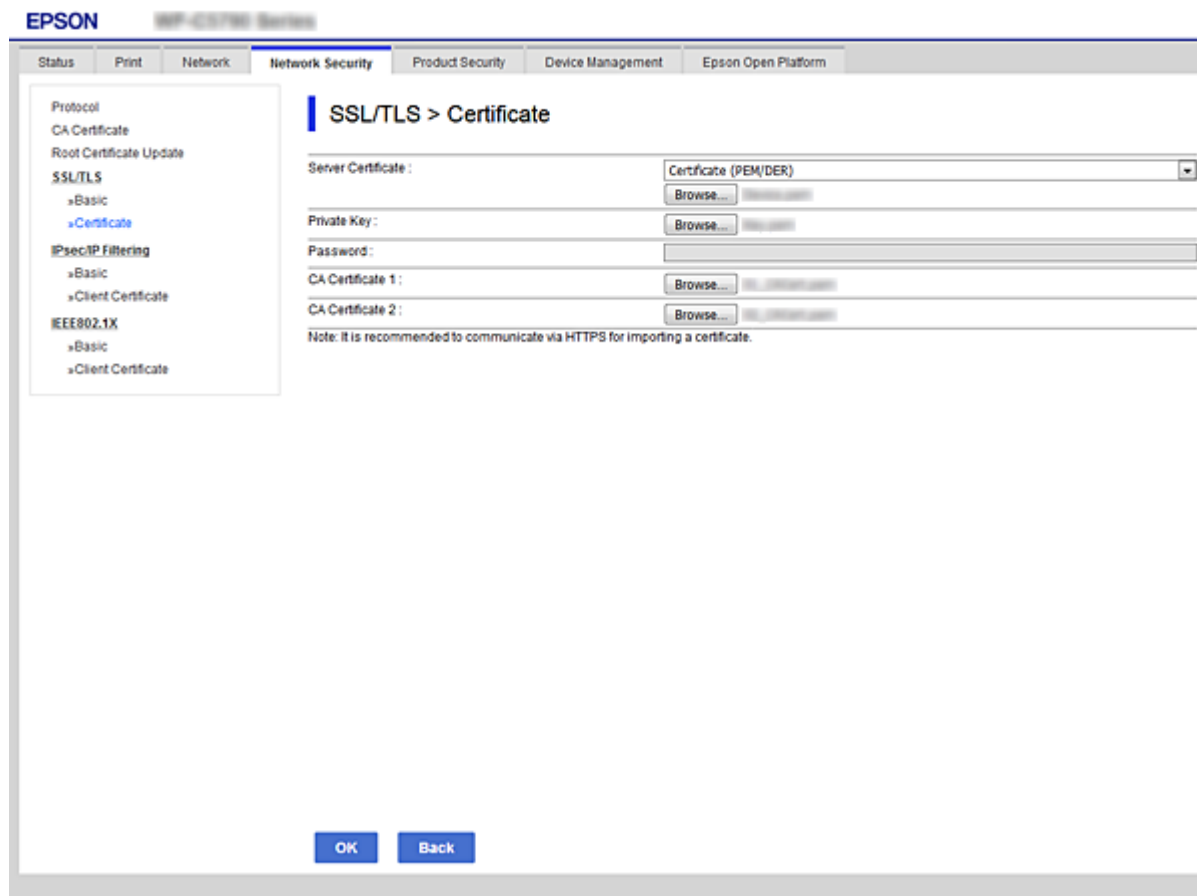 EPSON
Status Print Network Network Security Product Security Device Management Epson Open Platform
Protocol
CA Certificate
Root Certificate Update
SSL/TLS
»Basic
»Certificate
IPsec/IP Filtering
»Basic
»Client Certificate
IEEE802.1X
»Basic
»Client Certificate
SSL/TLS > Certificate
Server Certificate : Certificate (PEM/DER)
Browse...
Private Key : Browse...
Password :
CA Certificate 1 : Browse...
CA Certificate 2 : Browse...
Note: It is recommended to communicate via HTTPS for importing a certificate.
OK Back